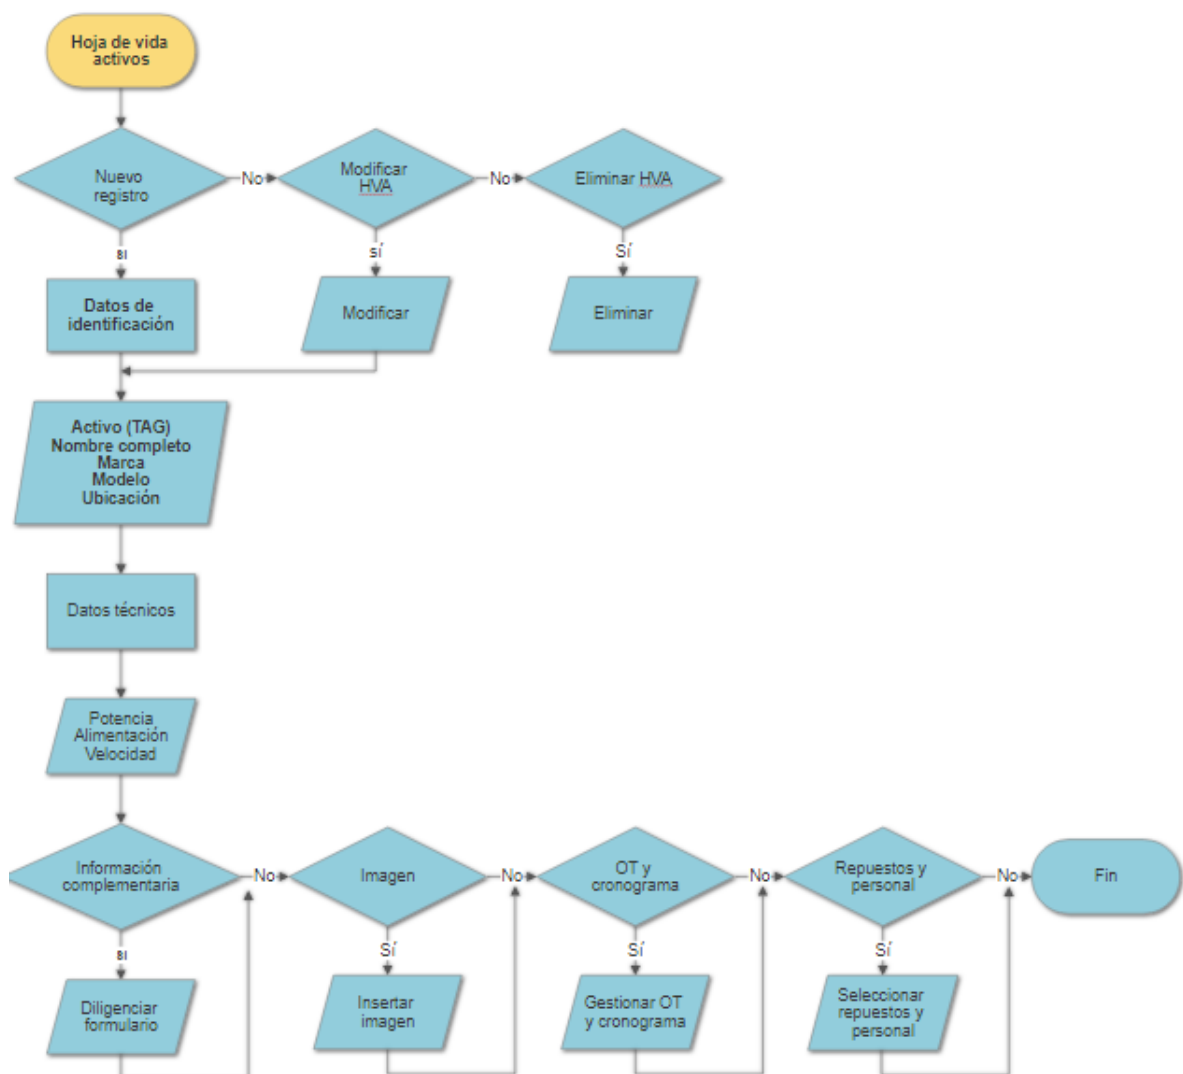 Hoja de vida
activos
Nuevo
registro
No
Modificar
HVA
No
Eliminar HVA
si
sí
Sí
Datos de
identificación
Modificar
Eliminar
Activo (TAG)
Nombre completo
Marca
Modelo
Ubicación
Datos técnicos
Potencia
Alimentación
Velocidad
Información
complementaria
No
Imagen
No
OT y
cronograma
No
Repuestos y
personal
No
Fin
si
Sí
Sí
Sí
Diligenciar
formulario
Insertar
imagen
Gestionar OT
y cronograma
Seleccionar
repuestos y
personal